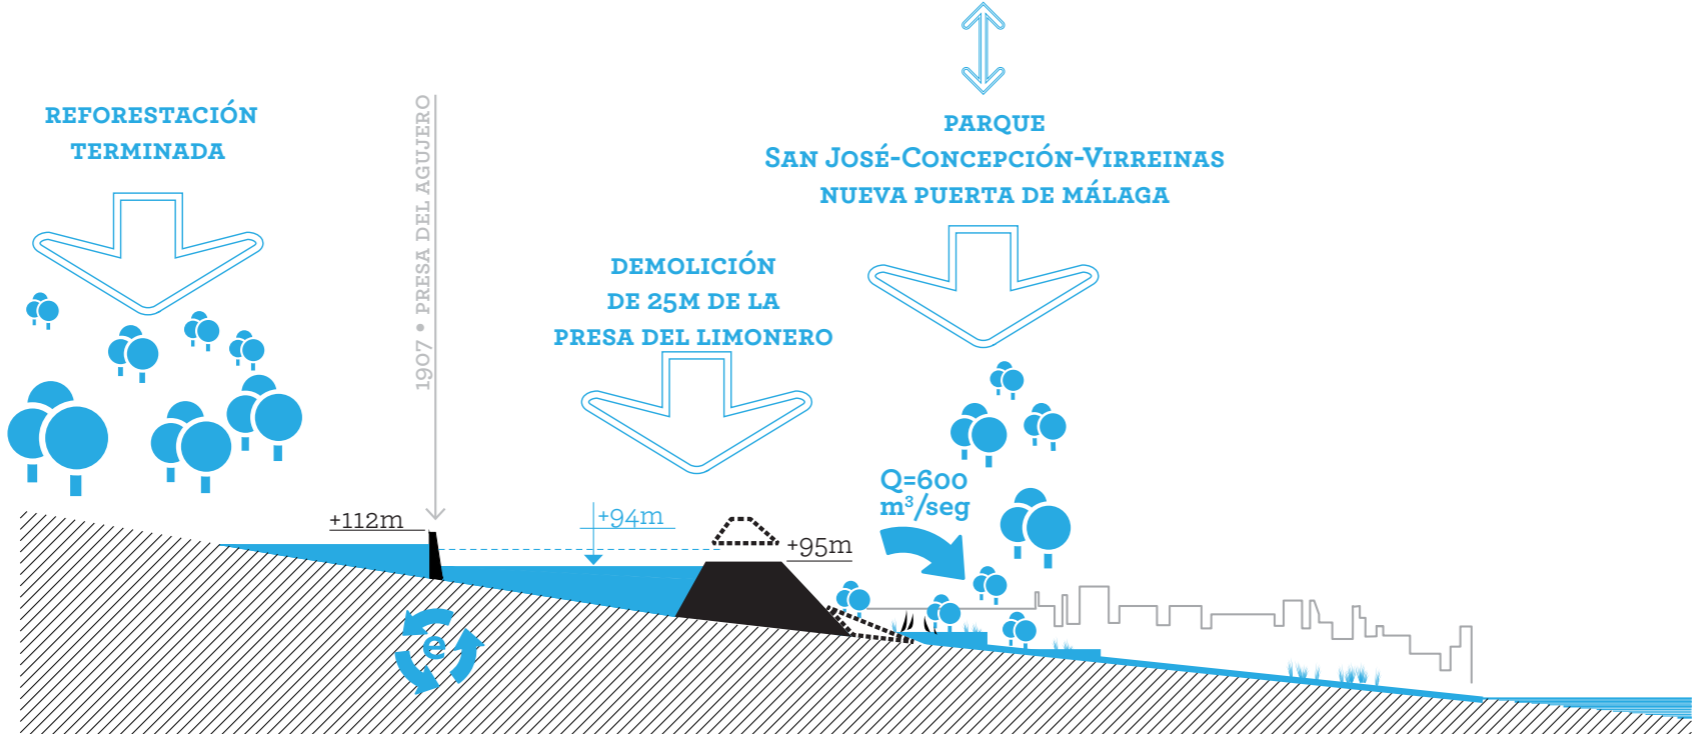 REFORESTACIÓN
TERMINADA
1907 • PRESA DEL AGUJERO
DEMOLICIÓN
DE 25M DE LA
PRESA DEL LIMONERO
PARQUE
SAN JOSÉ-CONCEPCIÓN-VIRREINAS
NUEVA PUERTA DE MÁLAGA
Q=600
m³/seg
+112m
+94m
+95m
e